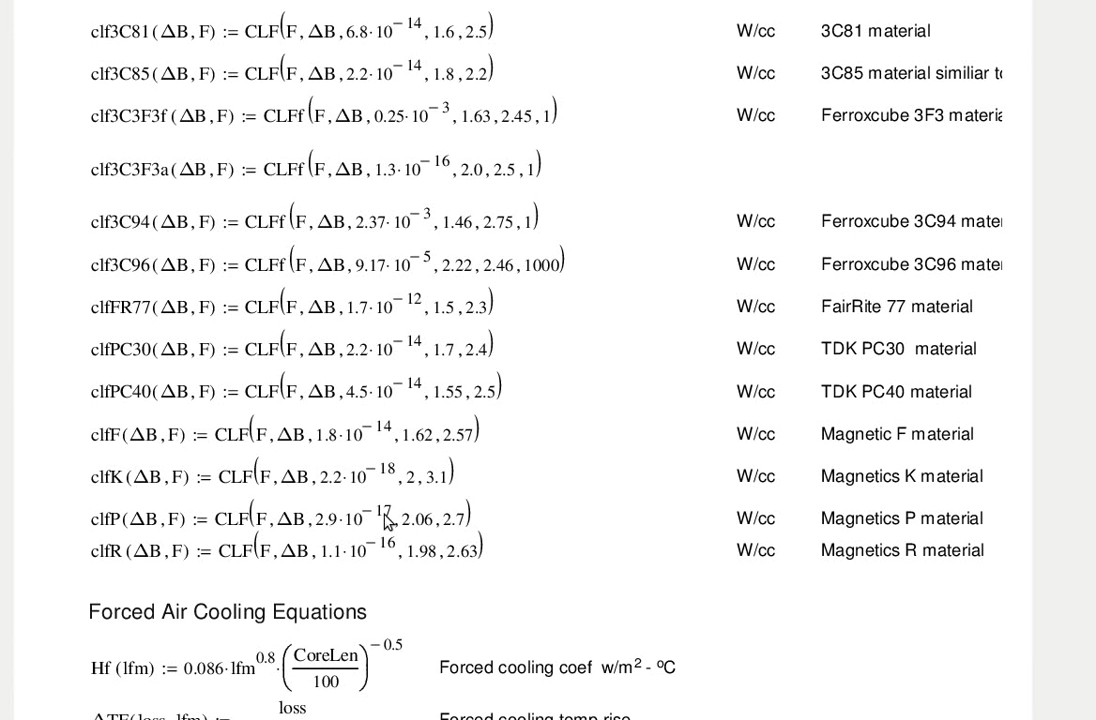 clf3C81(ΔB,F) := CLF(F, ΔB, 6.8·10^−14, 1.6, 2.5) W/cc 3C81 material
clf3C85(ΔB,F) := CLF(F, ΔB, 2.2·10^−14, 1.8, 2.2) W/cc 3C85 material similiar
clf3C3F3f(ΔB,F) := CLFf(F, ΔB, 0.25·10^−3, 1.63, 2.45, 1) W/cc Ferroxcube 3F3
clf3C3F3a(ΔB,F) := CLFf(F, ΔB, 1.3·10^−16, 2.0, 2.5, 1)
clf3C94(ΔB,F) := CLFf(F, ΔB, 2.37·10^−3, 1.46, 2.75, 1) W/cc Ferroxcube 3C94
clf3C96(ΔB,F) := CLFf(F, ΔB, 9.17·10^−5, 2.22, 2.46, 1000) W/cc Ferroxcube 3C96
clfFR77(ΔB,F) := CLF(F, ΔB, 1.7·10^−12, 1.5, 2.3) W/cc FairRite 77 material
clfPC30(ΔB,F) := CLF(F, ΔB, 2.2·10^−14, 1.7, 2.4) W/cc TDK PC30 material
clfPC40(ΔB,F) := CLF(F, ΔB, 4.5·10^−14, 1.55, 2.5) W/cc TDK PC40 material
clfF(ΔB,F) := CLF(F, ΔB, 1.8·10^−14, 1.62, 2.57) W/cc Magnetic F material
clfK(ΔB,F) := CLF(F, ΔB, 2.2·10^−18, 2, 3.1) W/cc Magnetics K material
clfP(ΔB,F) := CLF(F, ΔB, 2.9·10^−17, 2.06, 2.7) W/cc Magnetics P material
clfR(ΔB,F) := CLF(F, ΔB, 1.1·10^−16, 1.98, 2.63) W/cc Magnetics R material
Forced Air Cooling Equations
Hf(lfm) := 0.086·lfm^0.8·(CoreLen/100)^−0.5 Forced cooling coef w/m2 - ºC
loss